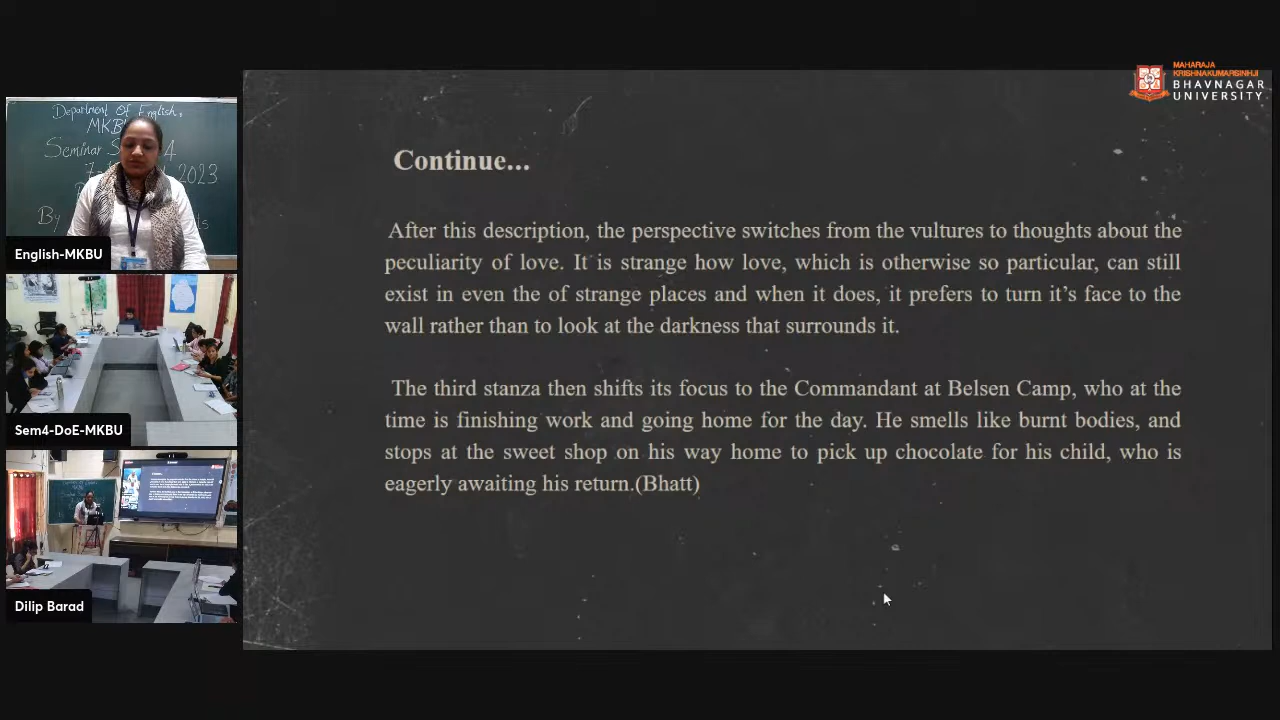 MAHARAJA
KRISHNAKUMARSINHJI
BHAVNAGAR
UNIVERSITY
Department Of English,
MKB
Seminar S 4
2023
By
English-MKBU
Sem4-DoE-MKBU
Dilip Barad
Continue...
After this description, the perspective switches from the vultures to thoughts about the
peculiarity of love. It is strange how love, which is otherwise so particular, can still
exist in even the of strange places and when it does, it prefers to turn it's face to the
wall rather than to look at the darkness that surrounds it.
The third stanza then shifts its focus to the Commandant at Belsen Camp, who at the
time is finishing work and going home for the day. He smells like burnt bodies, and
stops at the sweet shop on his way home to pick up chocolate for his child, who is
eagerly awaiting his return.(Bhatt)